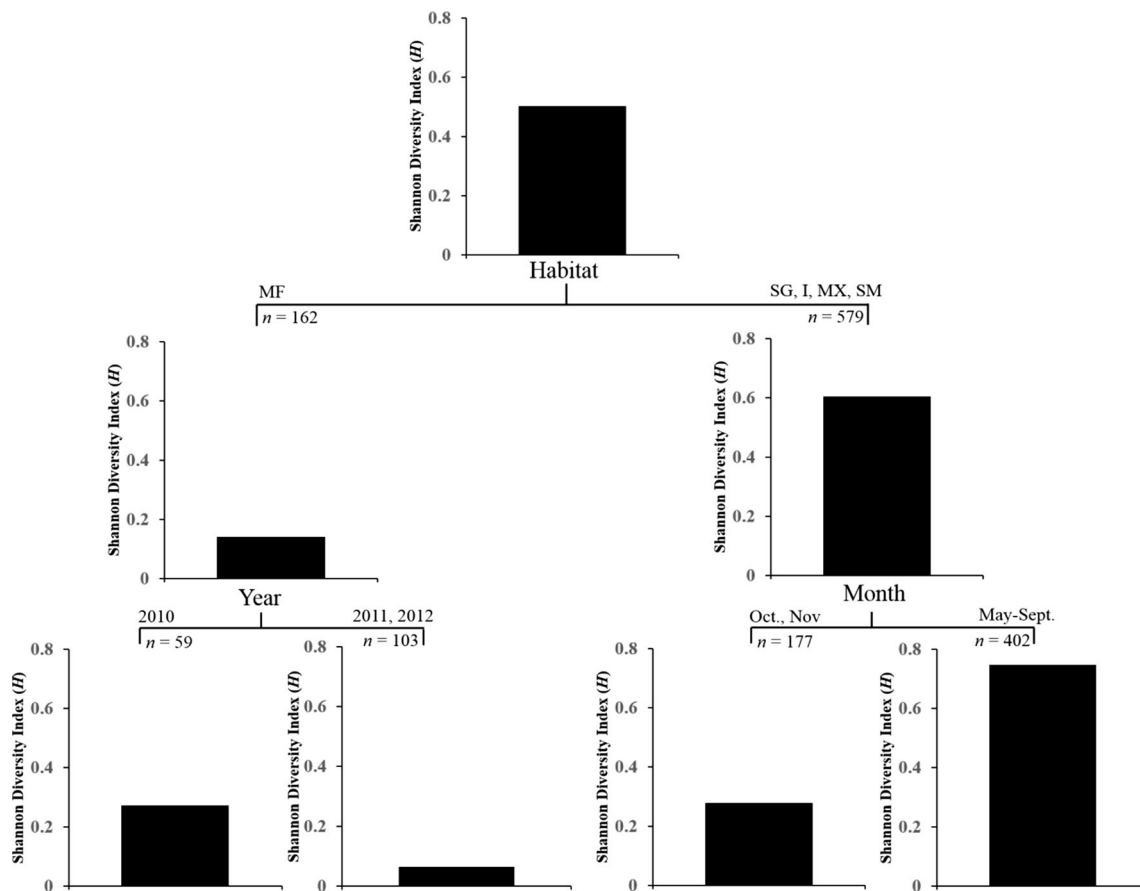 Shannon Diversity Index (H)
0.8
0.6
0.4
0.2
0
Habitat
MF
n = 162
SG, I, MX, SM
n = 579
Shannon Diversity Index (H)
0.8
0.6
0.4
0.2
0
Year
Shannon Diversity Index (H)
0.8
0.6
0.4
0.2
0
Month
2010
n = 59
2011, 2012
n = 103
Oct., Nov
n = 177
May-Sept.
n = 402
Shannon Diversity Index (H)
0.8
0.6
0.4
0.2
0
Shannon Diversity Index (H)
0.8
0.6
0.4
0.2
0
Shannon Diversity Index (H)
0.8
0.6
0.4
0.2
0
Shannon Diversity Index (H)
0.8
0.6
0.4
0.2
0